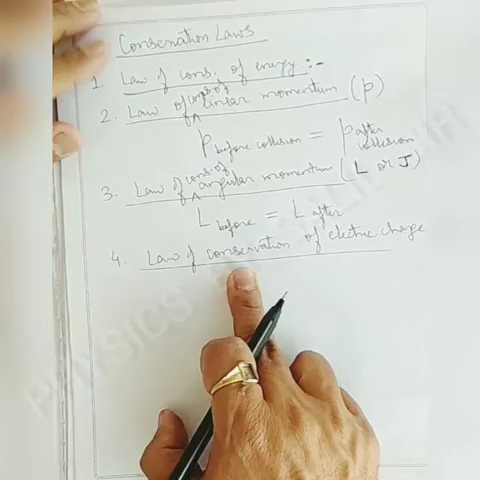 Conservation Laws
1. Law of cons. of energy :-
2. Law of cons of linear momentum (p)
P before collision = P after collision
3. Law of cons of angular momentum (L or J)
L before = L after
4. Law of conservation of electric charge
PHYSICS